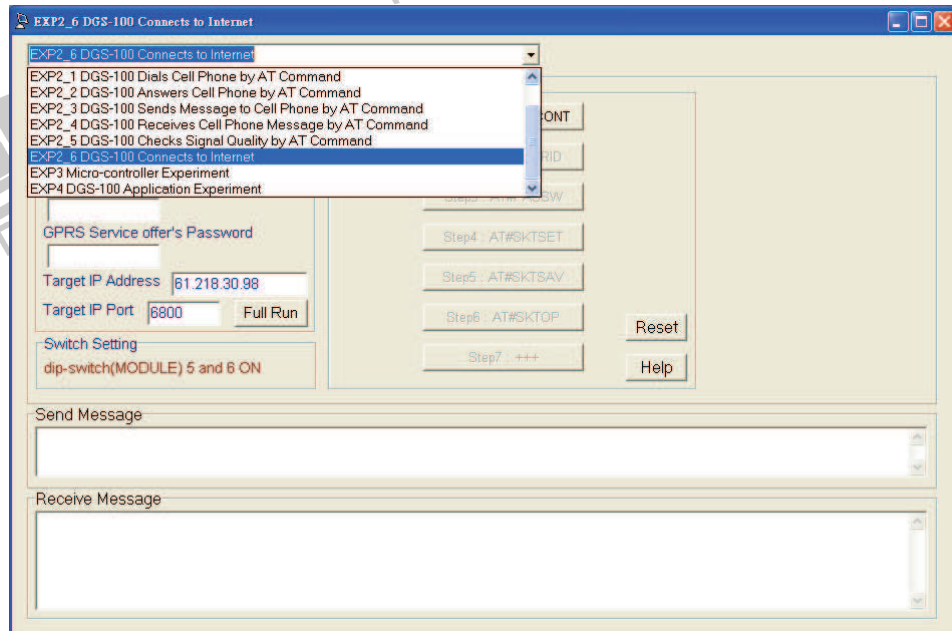 EXP2_6 DGS-100 Connects to Internet
EXP2_6 DGS-100 Connects to Internet
EXP2_1 DGS-100 Dials Cell Phone by AT Command
EXP2_2 DGS-100 Answers Cell Phone by AT Command
EXP2_3 DGS-100 Sends Message to Cell Phone by AT Command
EXP2_4 DGS-100 Receives Cell Phone Message by AT Command
EXP2_5 DGS-100 Checks Signal Quality by AT Command
EXP2_6 DGS-100 Connects to Internet
EXP3 Micro-controller Experiment
EXP4 DGS-100 Application Experiment
GPRS Service offer's Password
Target IP Address 61.218.30.98
Target IP Port 6800 Full Run
Switch Setting
dip-switch(MODULE) 5 and 6 ON
ONT
RID
Step4 : AT#SKTSET
Step5 : AT#SKTSAV
Step6 : AT#SKTOP
Step7 : +++
Reset
Help
Send Message
Receive Message